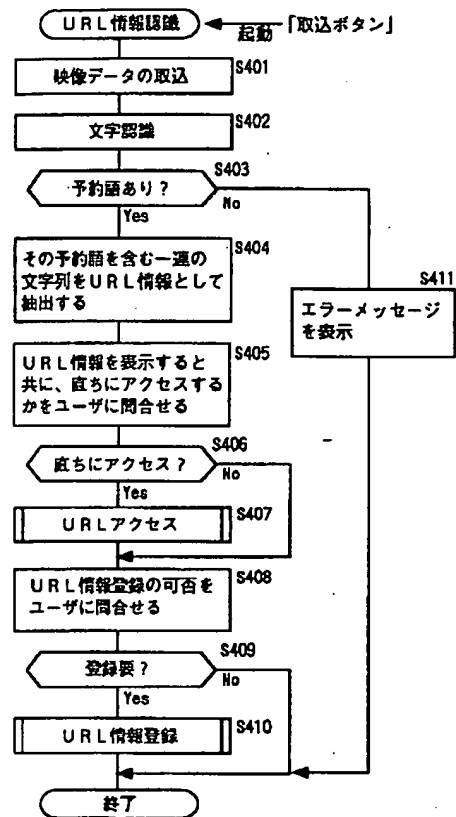 URL情報認識
起動
「取込ボタン」
S401
映像データの取込
S402
文字認識
S403
予約語あり?
No
Yes
S404
その予約語を含む一連の
文字列をURL情報として
抽出する
S411
エラーメッセージ
を表示
S405
URL情報を表示すると
共に、直ちにアクセスする
かをユーザに問合せる
S406
直ちにアクセス?
No
Yes
S407
URLアクセス
S408
URL情報登録の可否を
ユーザに問合せる
S409
登録要?
No
Yes
S410
URL情報登録
終了